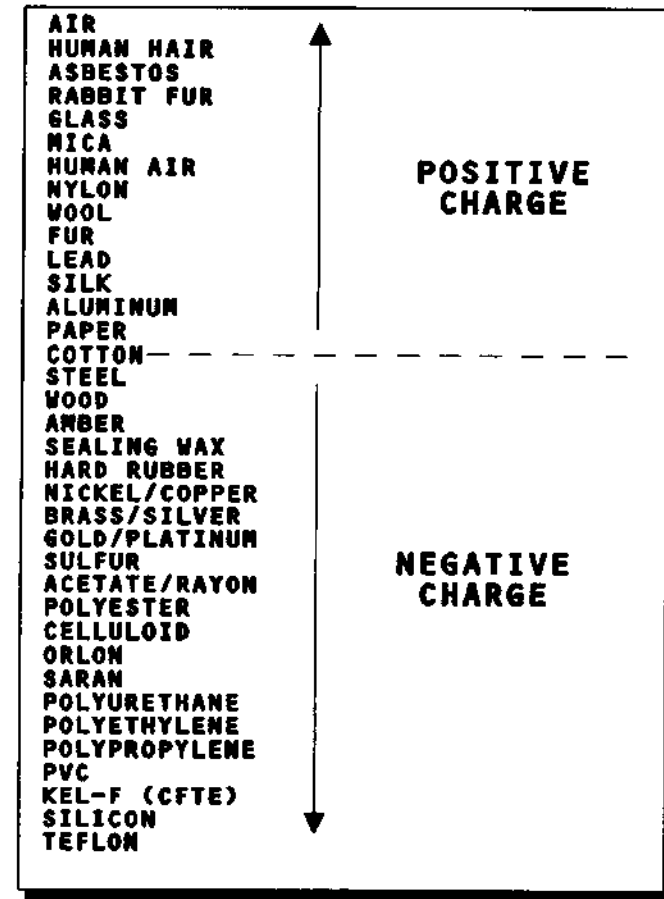 AIR
HUMAN HAIR
ASBESTOS
RABBIT FUR
GLASS
MICA
HUMAN AIR
NYLON
WOOL
FUR
LEAD
SILK
ALUMINUM
PAPER
COTTON
STEEL
WOOD
AMBER
SEALING WAX
HARD RUBBER
NICKEL/COPPER
BRASS/SILVER
GOLD/PLATINUM
SULFUR
ACETATE/RAYON
POLYESTER
CELLULOID
ORLON
SARAN
POLYURETHANE
POLYETHYLENE
POLYPROPYLENE
PVC
KEL-F (CFTE)
SILICON
TEFLON
POSITIVE
CHARGE
NEGATIVE
CHARGE